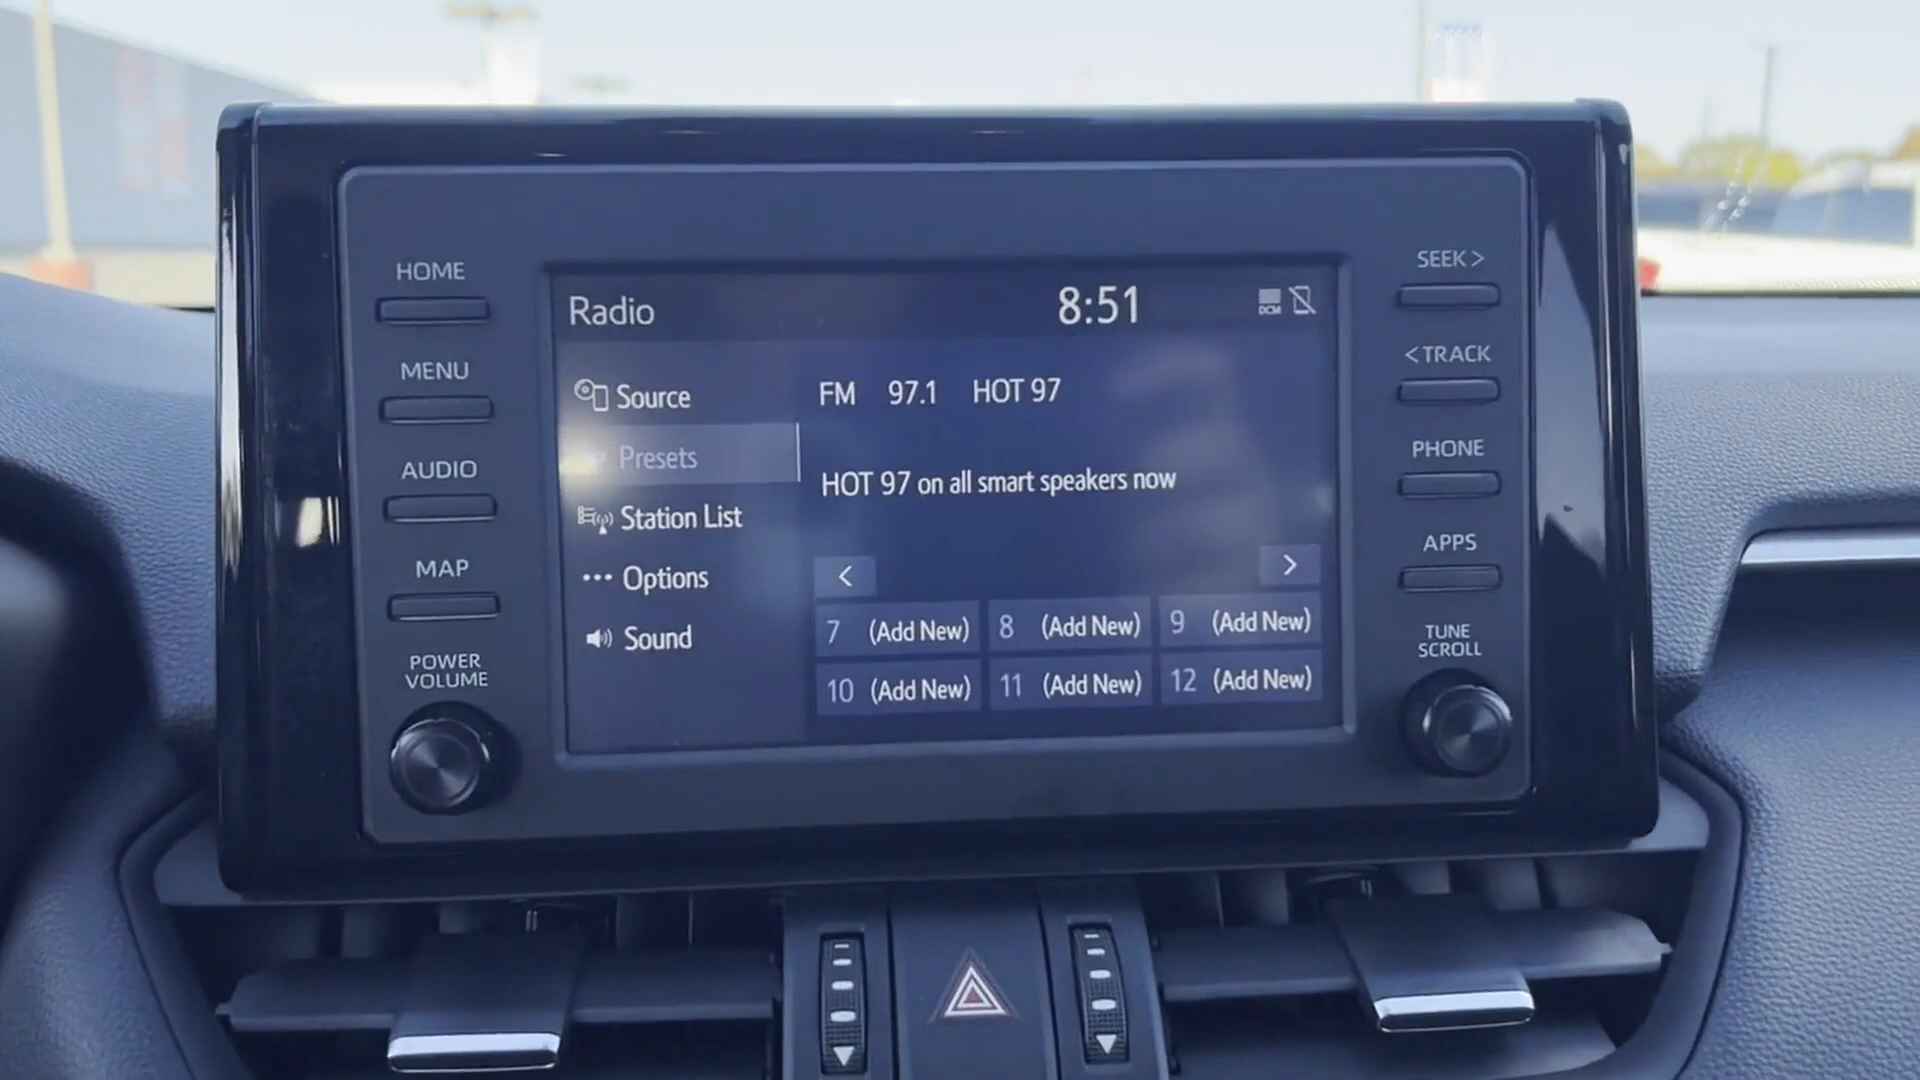 HOME
MENU
AUDIO
MAP
POWER
VOLUME
Radio
8:51
DCM
Source
Presets
Station List
Options
Sound
FM 97.1 HOT 97
HOT 97 on all smart speakers now
< >
7 (Add New) 8 (Add New) 9 (Add New)
10 (Add New) 11 (Add New) 12 (Add New)
SEEK >
< TRACK
PHONE
APPS
TUNE
SCROLL